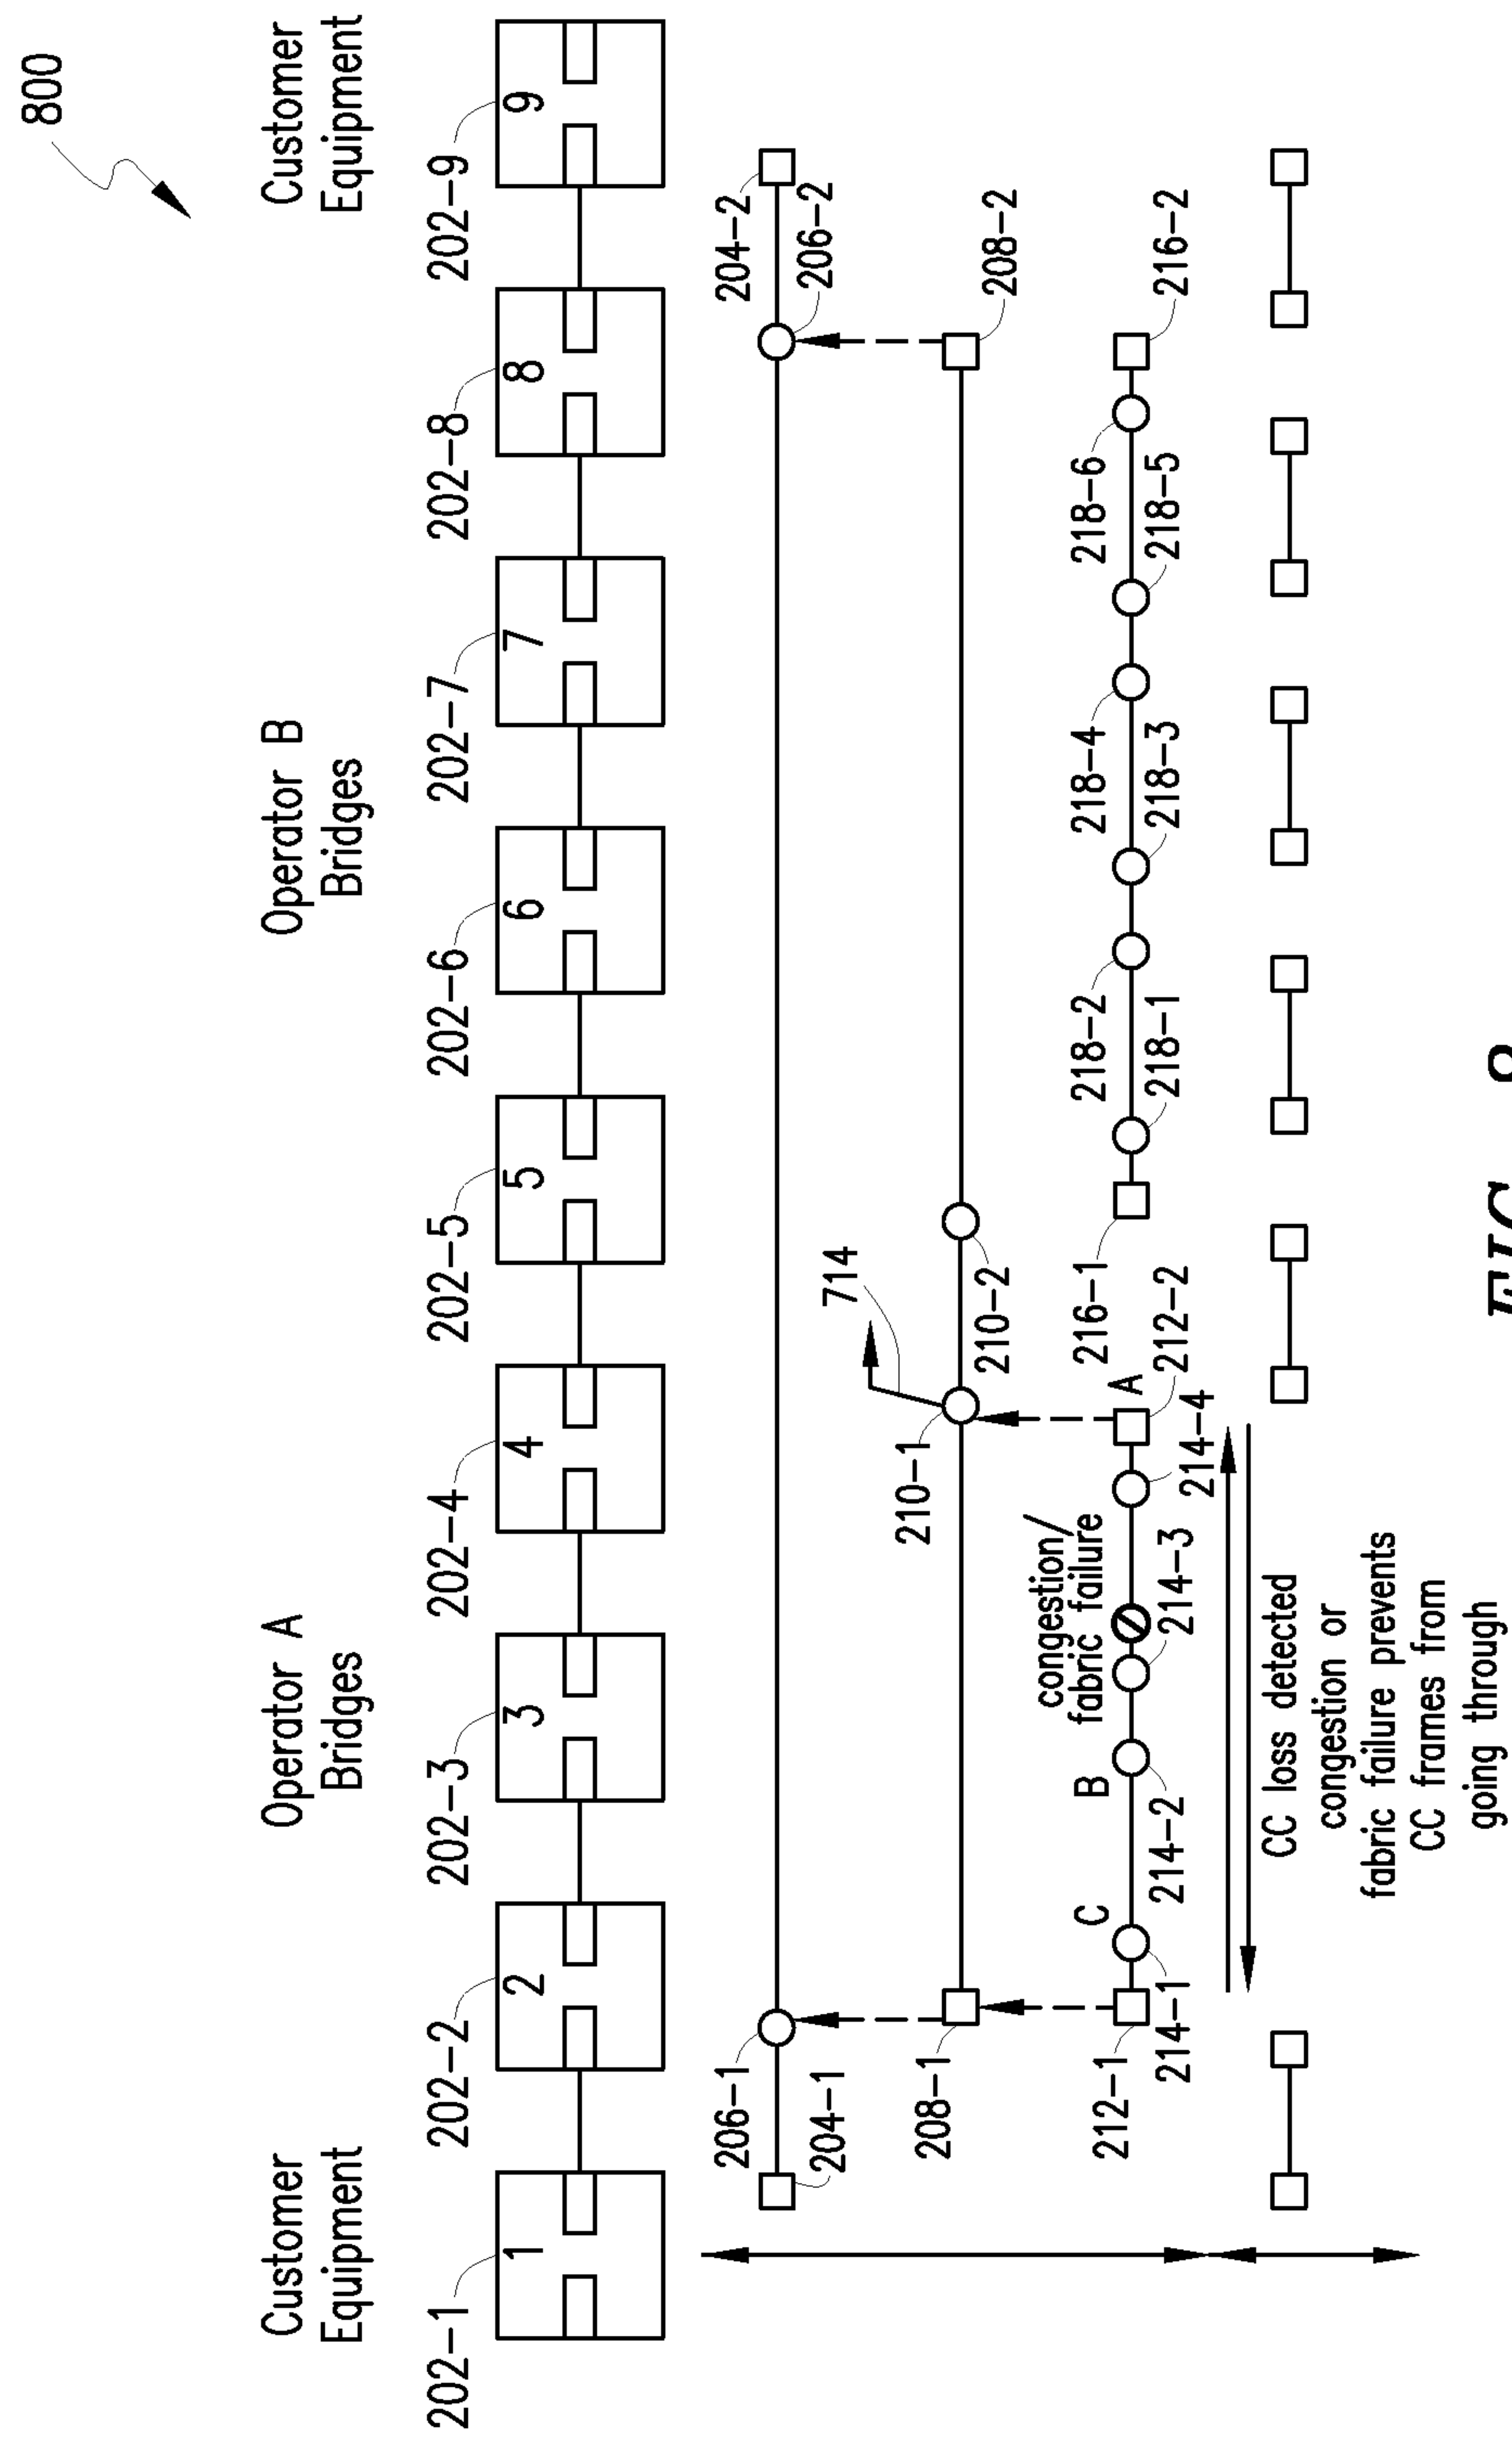 800
Customer
Equipment
Operator A
Bridges
Operator B
Bridges
Customer
Equipment
202-1
202-2
202-3
202-4
202-5
202-6
202-7
202-8
202-9
1
2
3
4
5
6
7
8
9
206-1
204-1
204-2
206-2
714
208-1
210-1
210-2
208-2
congestion/
fabric failure
C
B
A
212-1
214-1
214-2
214-3
214-4
212-2
216-1
218-2
218-1
218-4
218-3
218-6
218-5
216-2
CC loss detected
congestion or
fabric failure prevents
CC frames from
going through